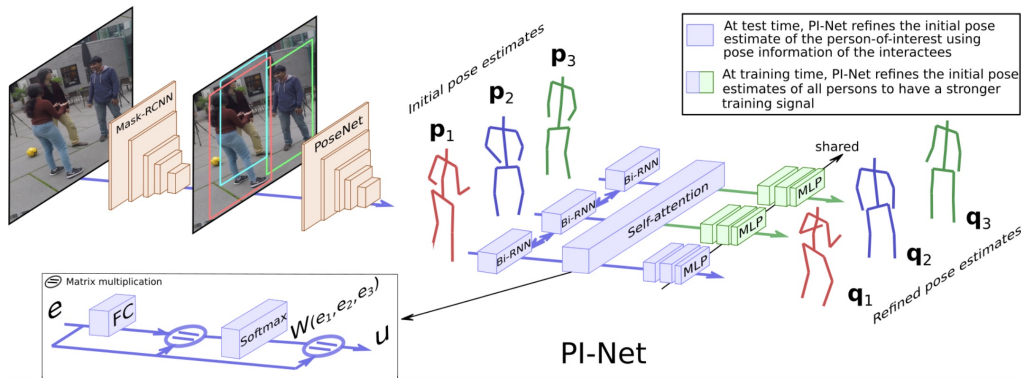 Mask-RCNN
PoseNet
Initial pose estimates
p1
p2
p3
Bi-RNN
Bi-RNN
Bi-RNN
Self-attention
MLP
MLP
MLP
shared
q1
q2
q3
Refined pose estimates
At test time, PI-Net refines the initial pose
estimate of the person-of-interest using
pose information of the interactees
At training time, PI-Net refines the initial pose
estimates of all persons to have a stronger
training signal
Matrix multiplication
e
FC
Softmax
W(e1,e2,e3)
u
PI-Net